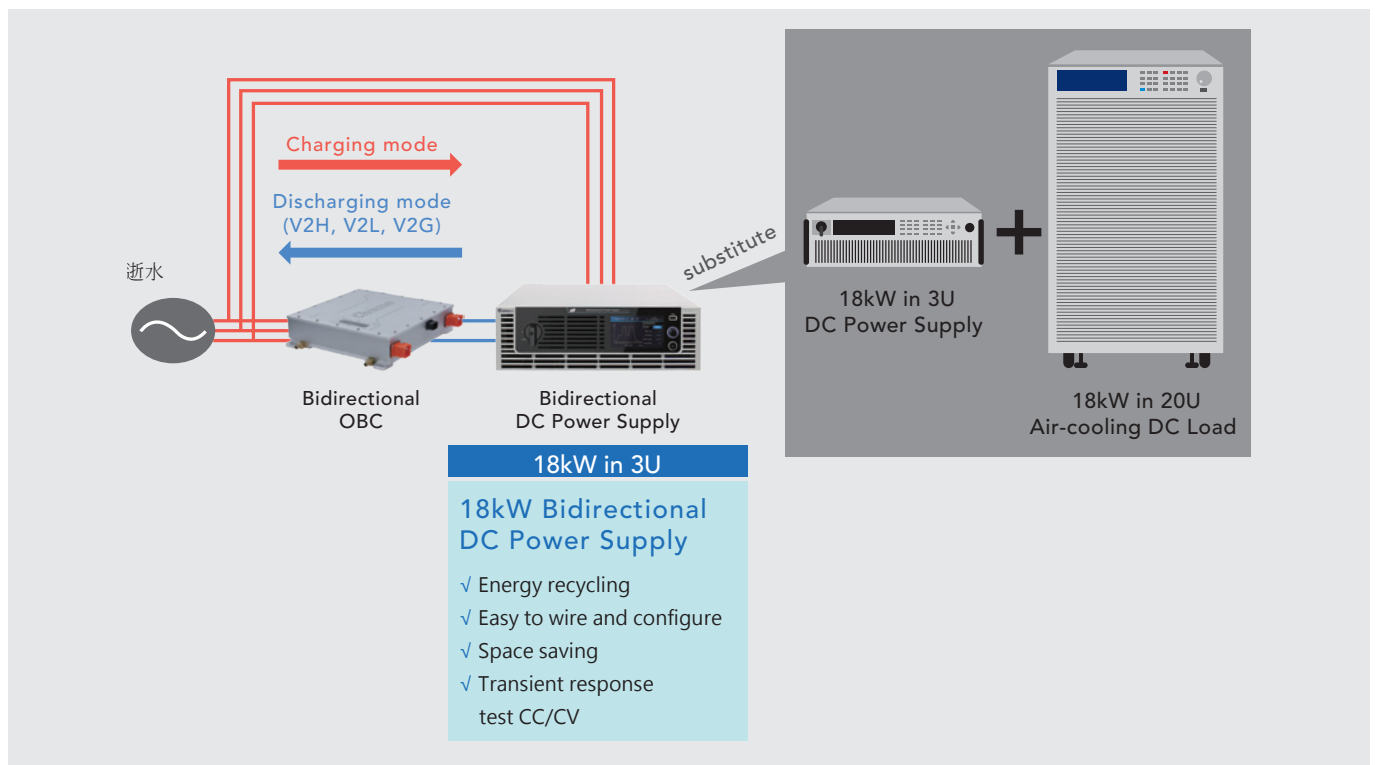 Charging mode
Discharging mode
(V2H, V2L, V2G)
逝水
substitute
18kW in 3U
DC Power Supply
18kW in 20U
Air-cooling DC Load
Bidirectional
OBC
Bidirectional
DC Power Supply
18kW in 3U
18kW Bidirectional
DC Power Supply
√ Energy recycling
√ Easy to wire and configure
√ Space saving
√ Transient response
test CC/CV